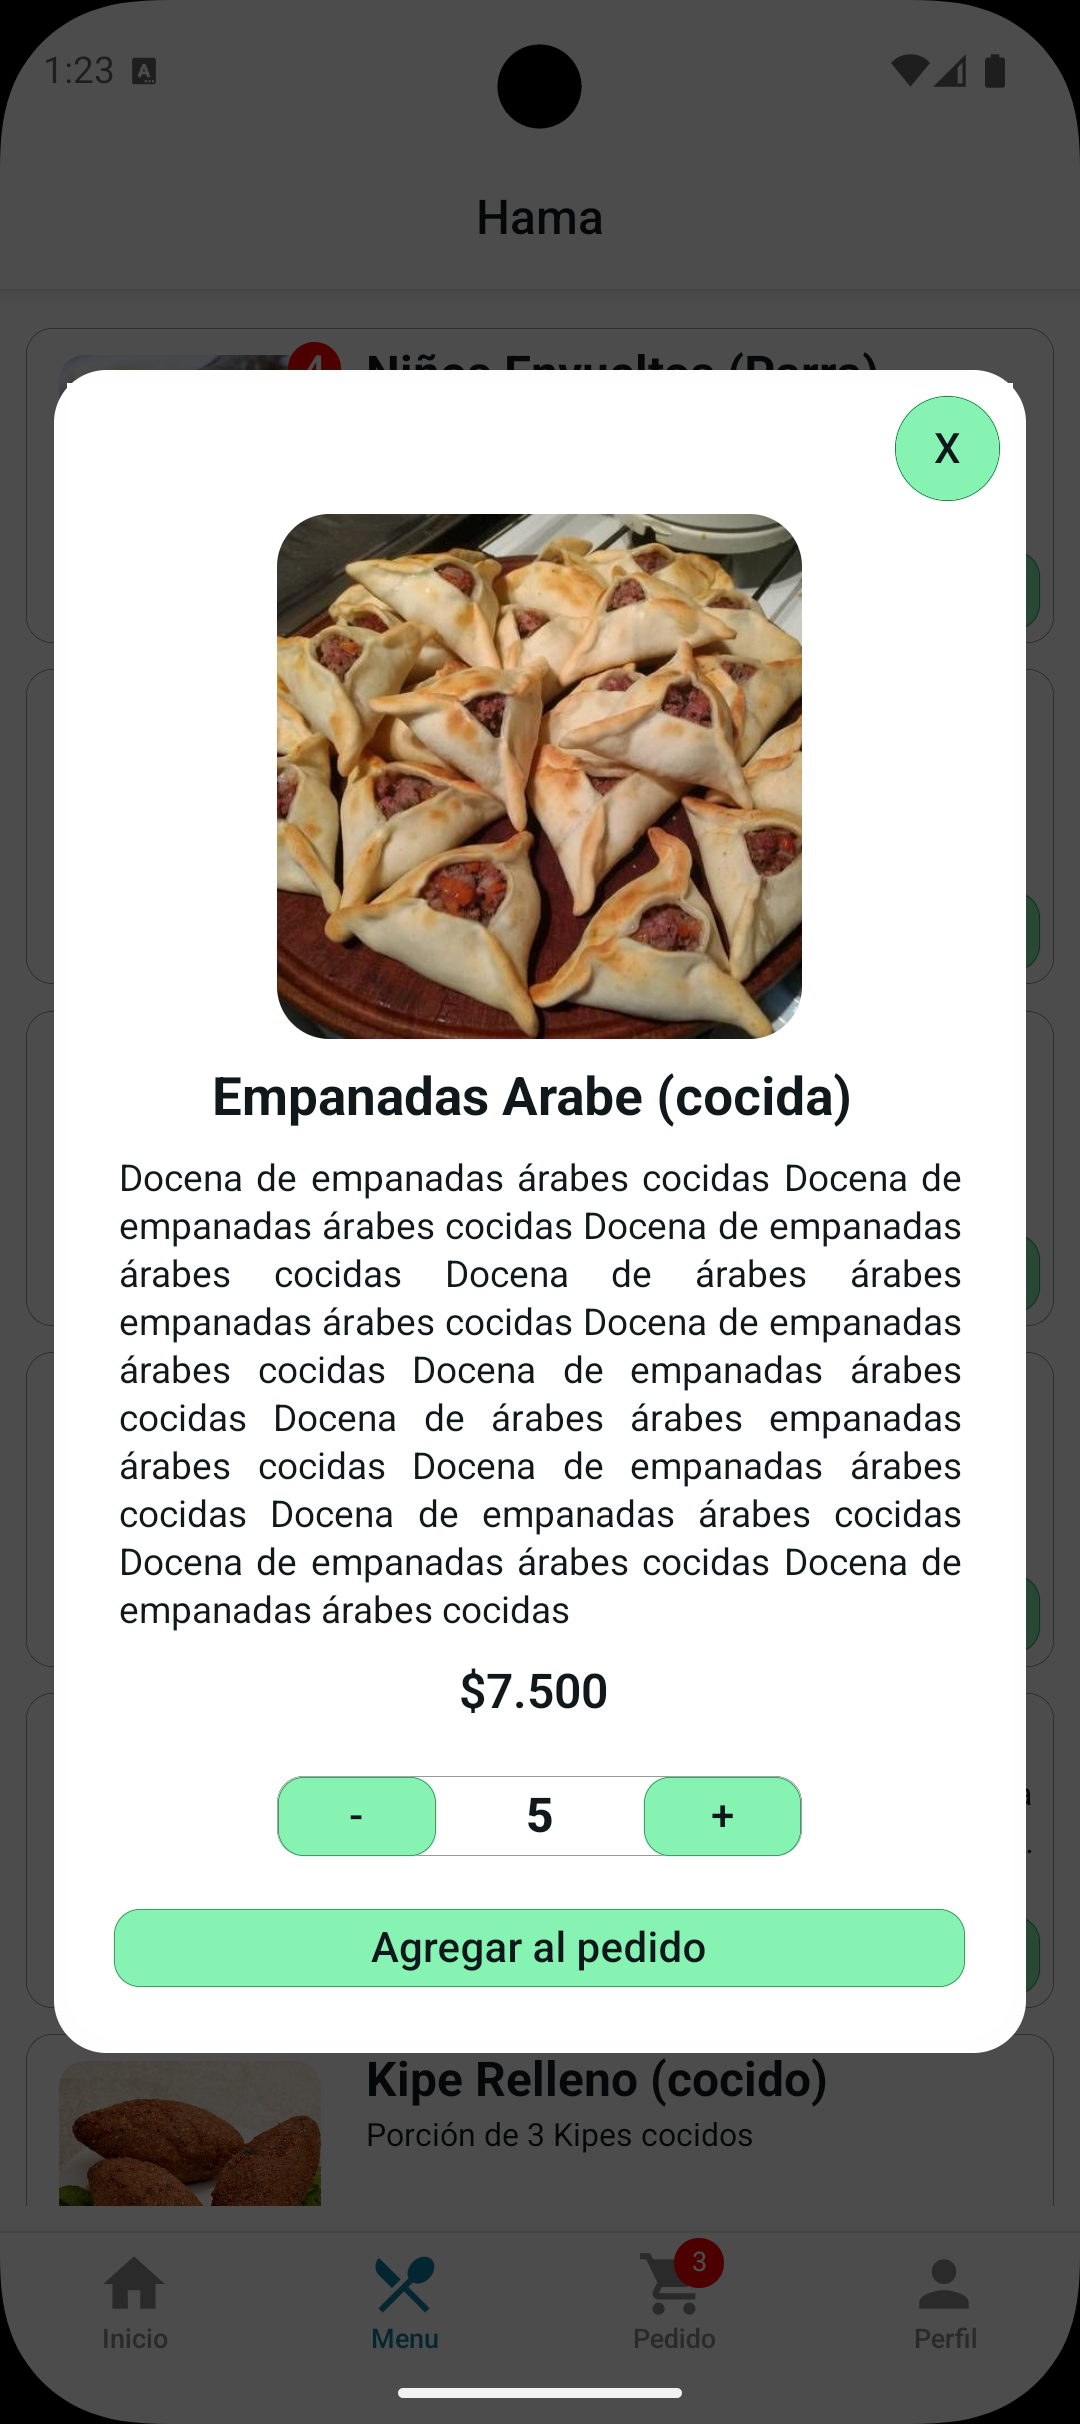 1:23 A
Hama
4
Niños Envueltos (Parra)
X
Empanadas Arabe (cocida)
Docena de empanadas árabes cocidas Docena de
empanadas árabes cocidas Docena de empanadas
árabes cocidas Docena de árabes árabes
empanadas árabes cocidas Docena de empanadas
árabes cocidas Docena de empanadas árabes
cocidas Docena de árabes árabes empanadas
árabes cocidas Docena de empanadas árabes
cocidas Docena de empanadas árabes cocidas
Docena de empanadas árabes cocidas Docena de
empanadas árabes cocidas
$7.500
- 5 +
Agregar al pedido
Kipe Relleno (cocido)
Porción de 3 Kipes cocidos
3
Inicio Menu Pedido Perfil